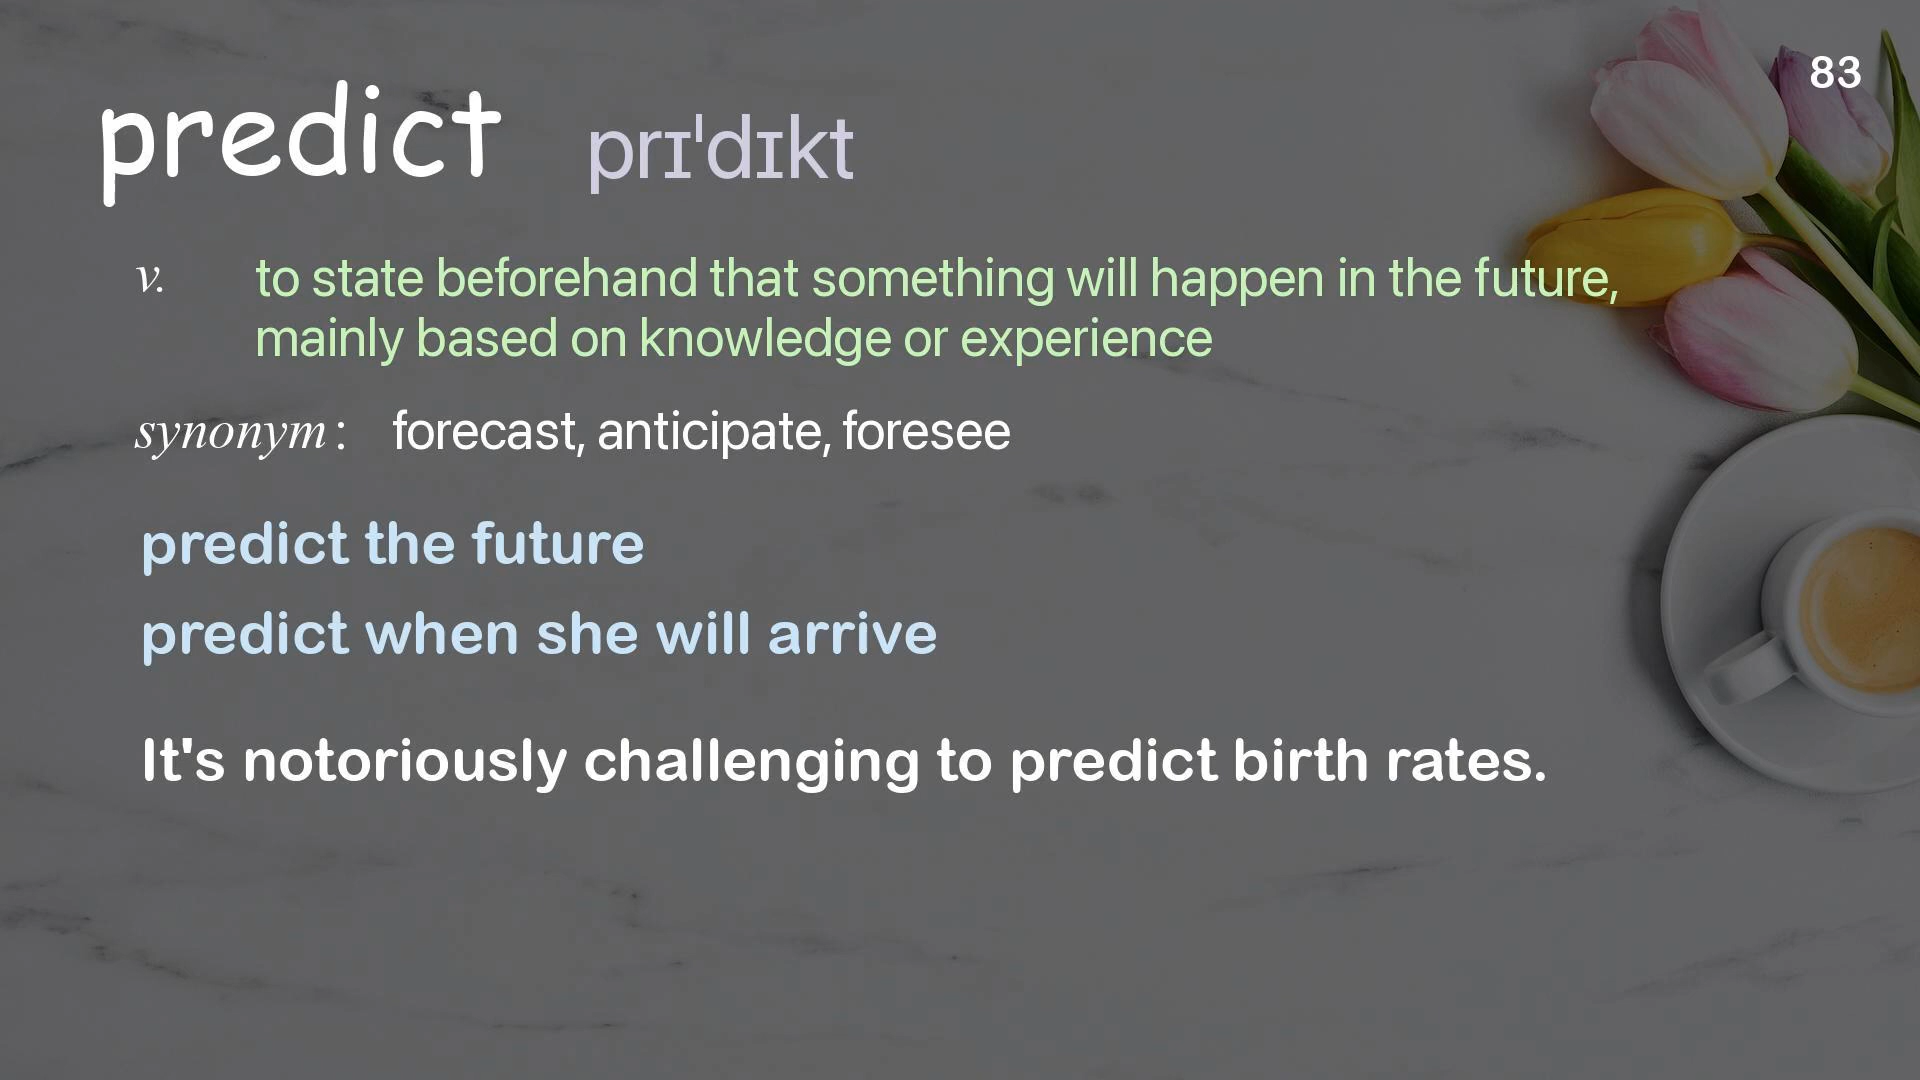 83
predict prɪˈdɪkt
v. to state beforehand that something will happen in the future,
mainly based on knowledge or experience
synonym: forecast, anticipate, foresee
predict the future
predict when she will arrive
It's notoriously challenging to predict birth rates.